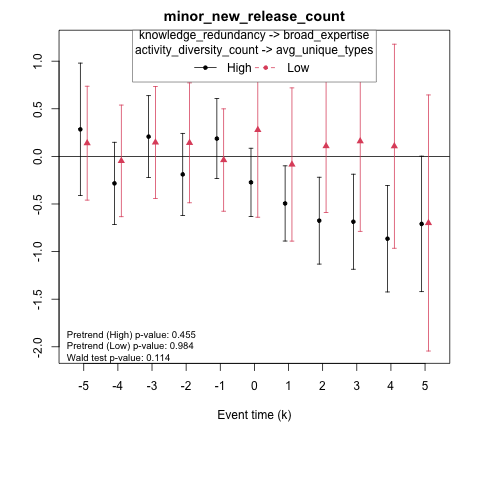 minor_new_release_count
knowledge_redundancy -> broad_expertise
activity_diversity_count -> avg_unique_types
High Low
1.0
0.5
0.0
-0.5
-1.0
-1.5
-2.0
Pretrend (High) p-value: 0.455
Pretrend (Low) p-value: 0.984
Wald test p-value: 0.114
-5 -4 -3 -2 -1 0 1 2 3 4 5
Event time (k)